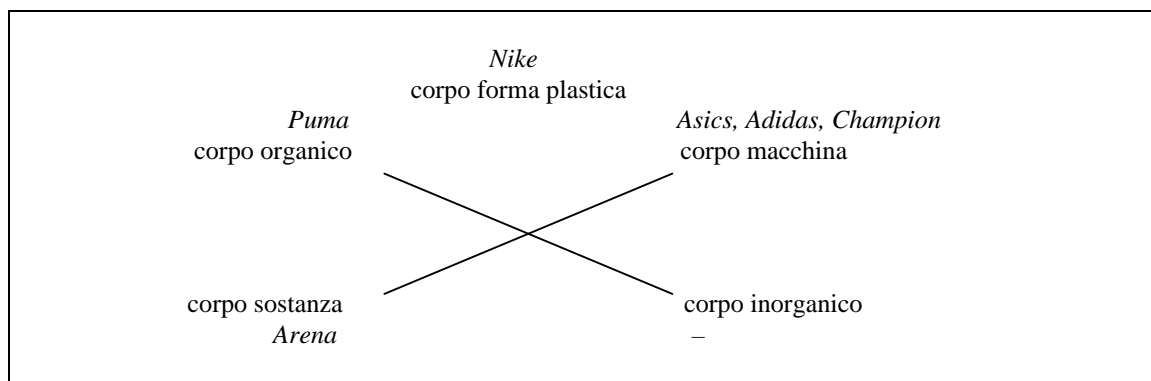 Nike
corpo forma plastica
Puma
corpo organico
Asics, Adidas, Champion
corpo macchina
corpo sostanza
Arena
corpo inorganico
–